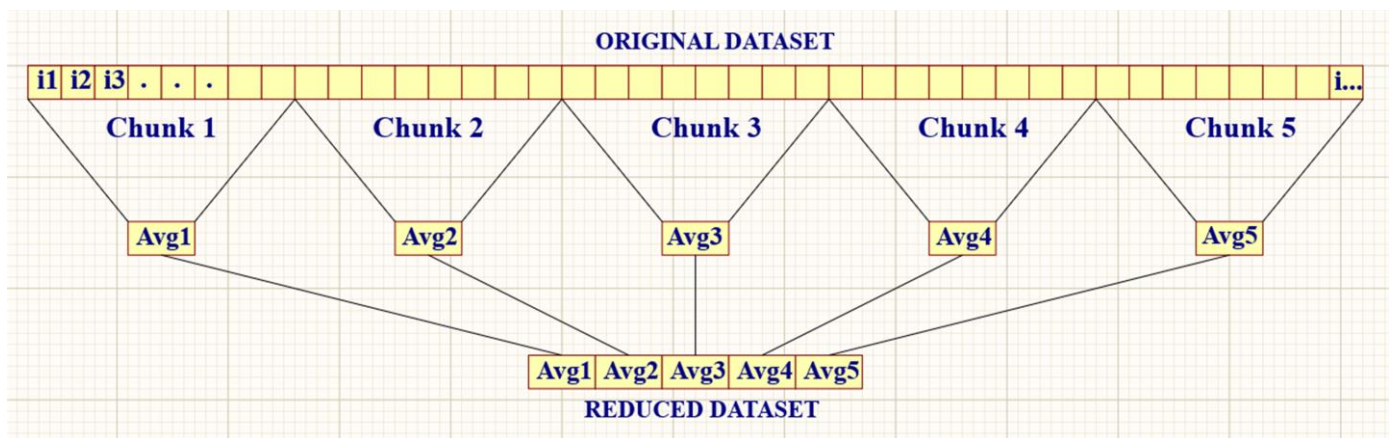 ORIGINAL DATASET
i1 i2 i3 . . . i...
Chunk 1 Chunk 2 Chunk 3 Chunk 4 Chunk 5
Avg1 Avg2 Avg3 Avg4 Avg5
Avg1 Avg2 Avg3 Avg4 Avg5
REDUCED DATASET